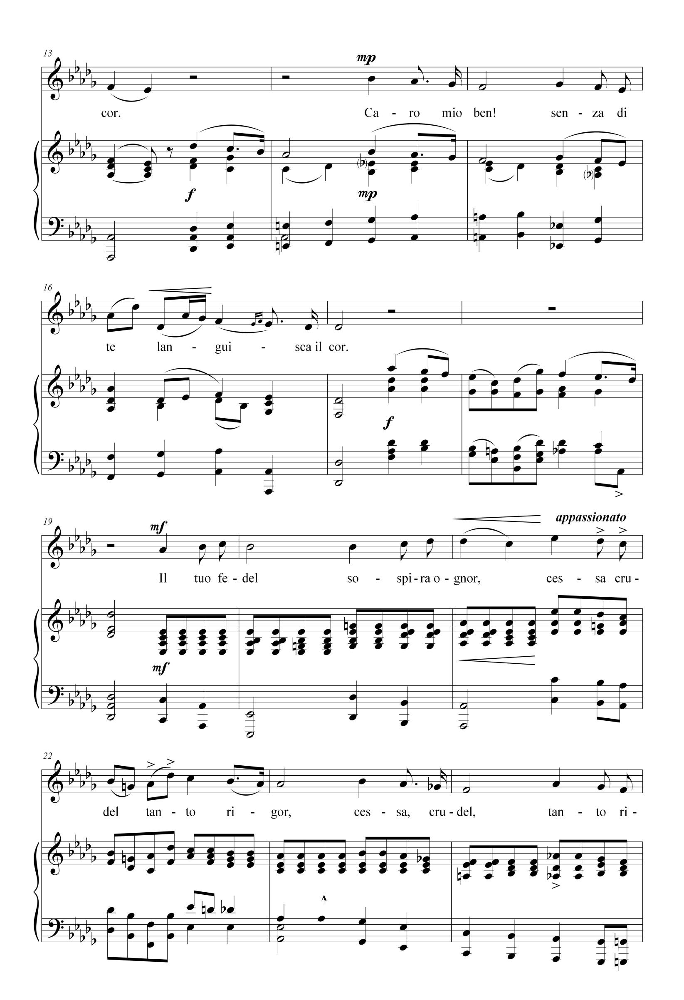 13
mp
cor. Ca - ro mio ben! sen - za di
f mp
16
te lan - gui - sca il cor.
f
19 mf appassionato
Il tuo fe - del so - spi - ra o - gnor, ces - sa cru -
mf
22
del tan - to ri - gor, ces - sa, cru - del, tan - to ri -